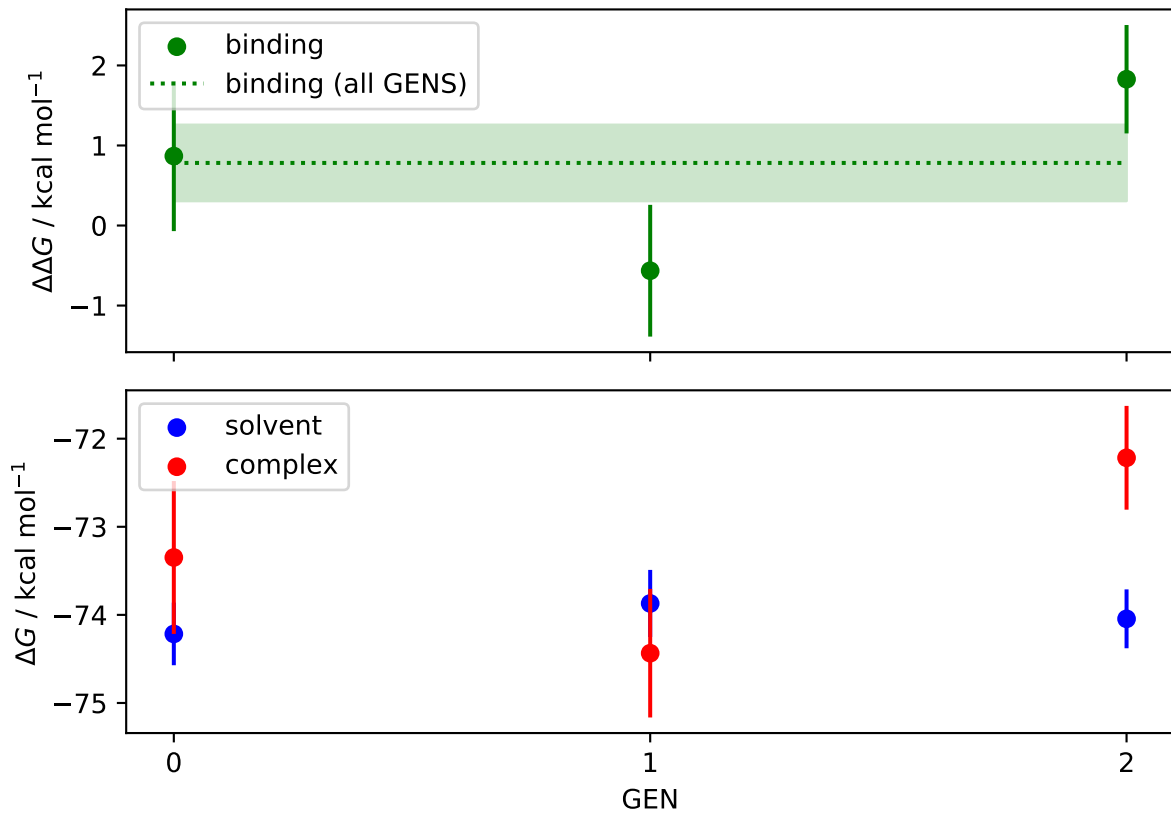 binding
binding (all GENS)
2
1
0
−1
ΔΔG / kcal mol⁻¹
solvent
complex
−72
−73
−74
−75
ΔG / kcal mol⁻¹
0 1 2
GEN